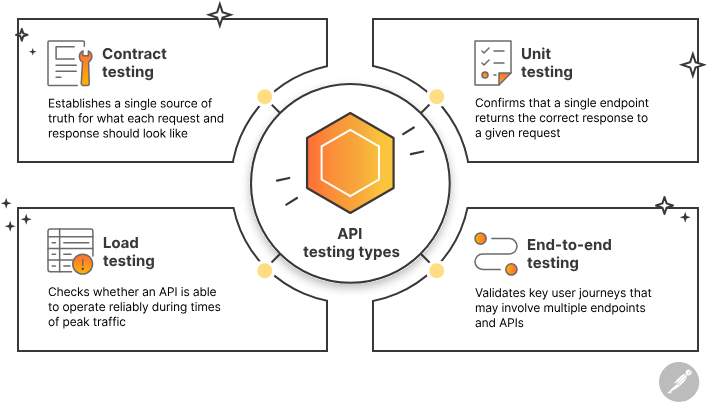 Contract
testing
Establishes a single source of
truth for what each request and
response should look like
Unit
testing
Confirms that a single endpoint
returns the correct response to
a given request
API
testing types
Load
testing
Checks whether an API is able
to operate reliably during times
of peak traffic
End-to-end
testing
Validates key user journeys that
may involve multiple endpoints
and APIs